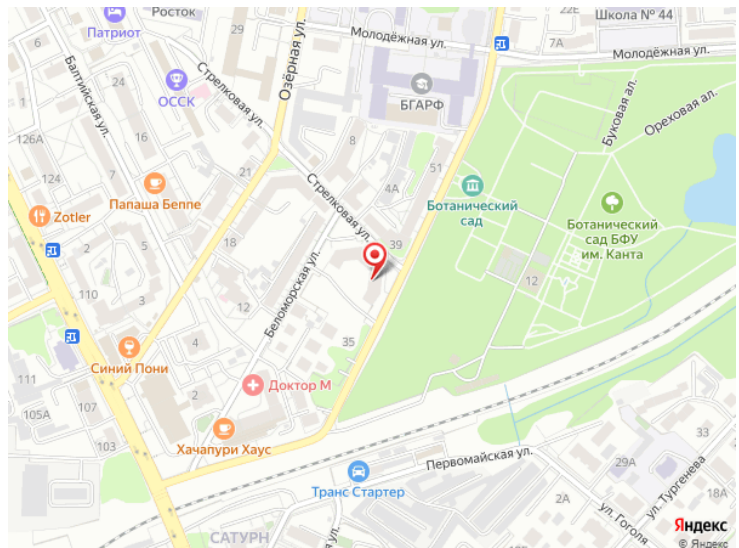 Росток
22Е
Школа № 44
Патриот
29
Молодёжная ул.
7А
Молодёжная ул.
Балтийская ул.
24
ОССК
Стрелковая ул.
Озёрная ул.
БГАРФ
Буковая ал.
Ореховая ал.
126А
16
8
51
124
21
4А
Папаша Беппе
Zotler
Стрелковая ул.
Ботанический
сад
Ботанический
сад БФУ
им. Канта
2
5
18
39
Беломорская ул.
12
110
3
12
4
35
Синий Пони
111
2
Доктор М
105А
107
103
Хачапури Хаус
Первомайская ул.
33
29А
ул. Тургенева
Транс Стартер
2А
ул. Гоголя
18А
САТУРН
ул.
Яндекс
© Яндекс